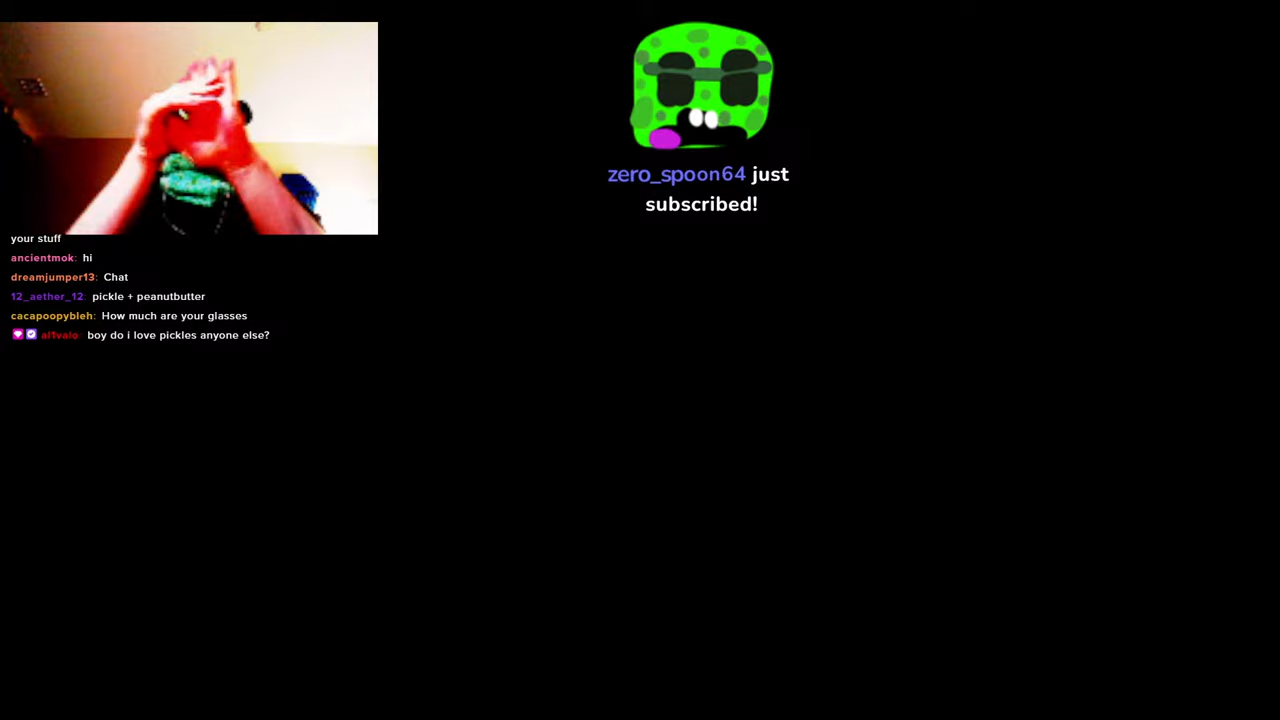 zero_spoon64 just
subscribed!
your stuff
ancientmok: hi
dreamjumper13: Chat
12_aether_12: pickle + peanutbutter
cacapoopybleh: How much are your glasses
al1valo: boy do i love pickles anyone else?